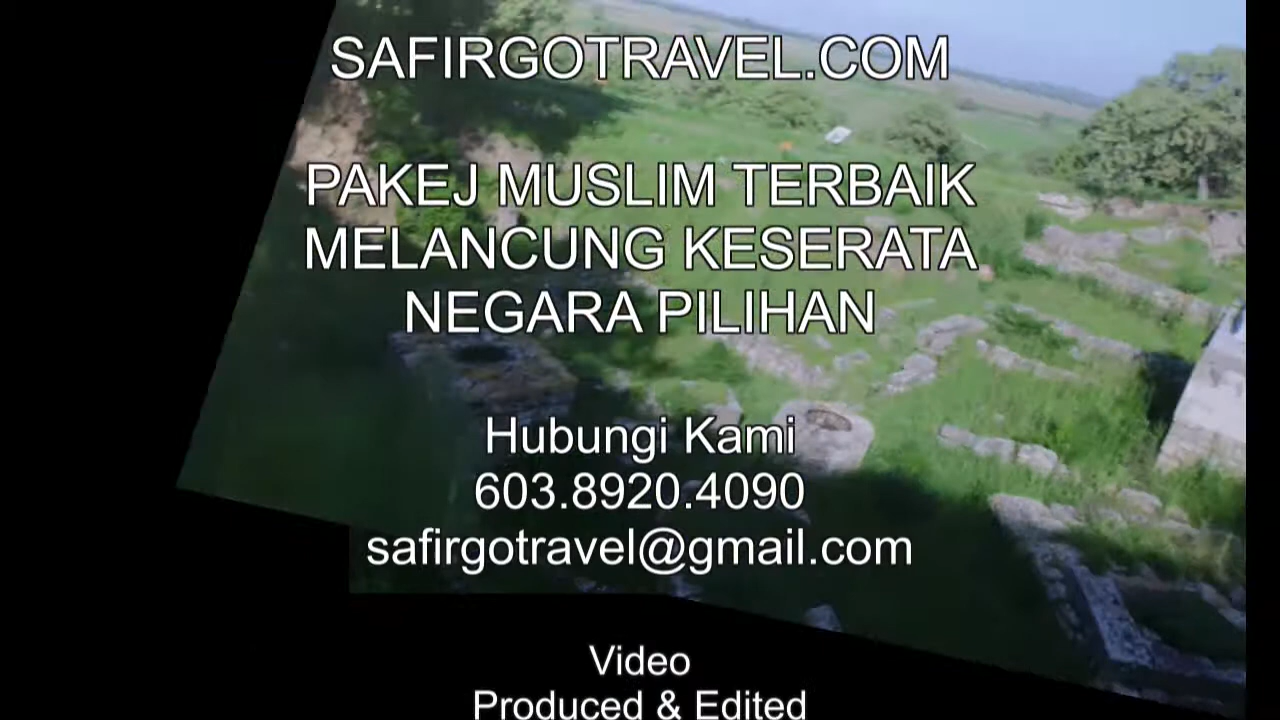 SAFIRGOTRAVEL.COM
PAKEJ MUSLIM TERBAIK
MELANCUNG KESERATA
NEGARA PILIHAN
Hubungi Kami
603.8920.4090
safirgotravel@gmail.com
Video
Produced & Edited